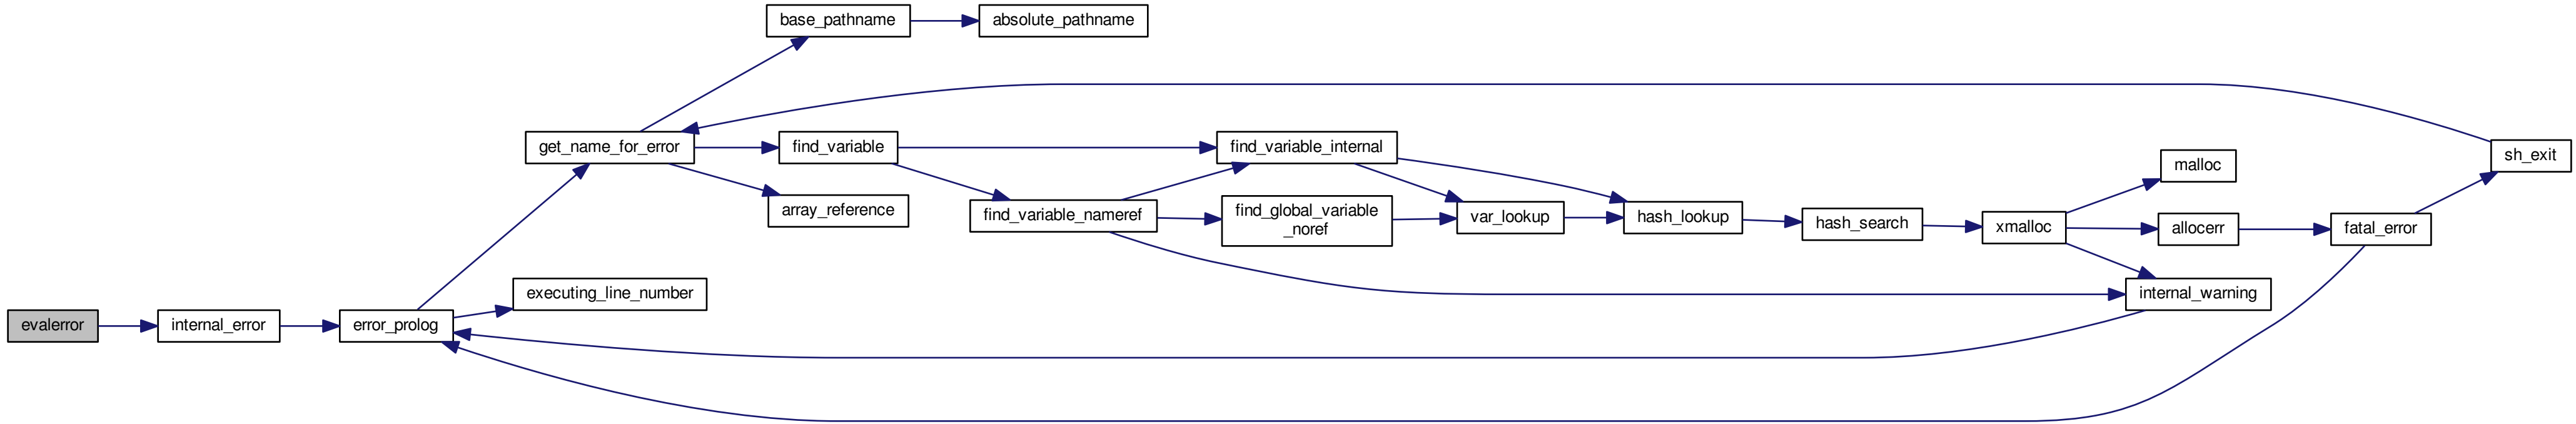 base_pathname
absolute_pathname
get_name_for_error
find_variable
find_variable_internal
sh_exit
malloc
array_reference
find_variable_nameref
find_global_variable
_noref
var_lookup
hash_lookup
hash_search
xmalloc
allocerr
fatal_error
executing_line_number
internal_warning
evalerror
internal_error
error_prolog